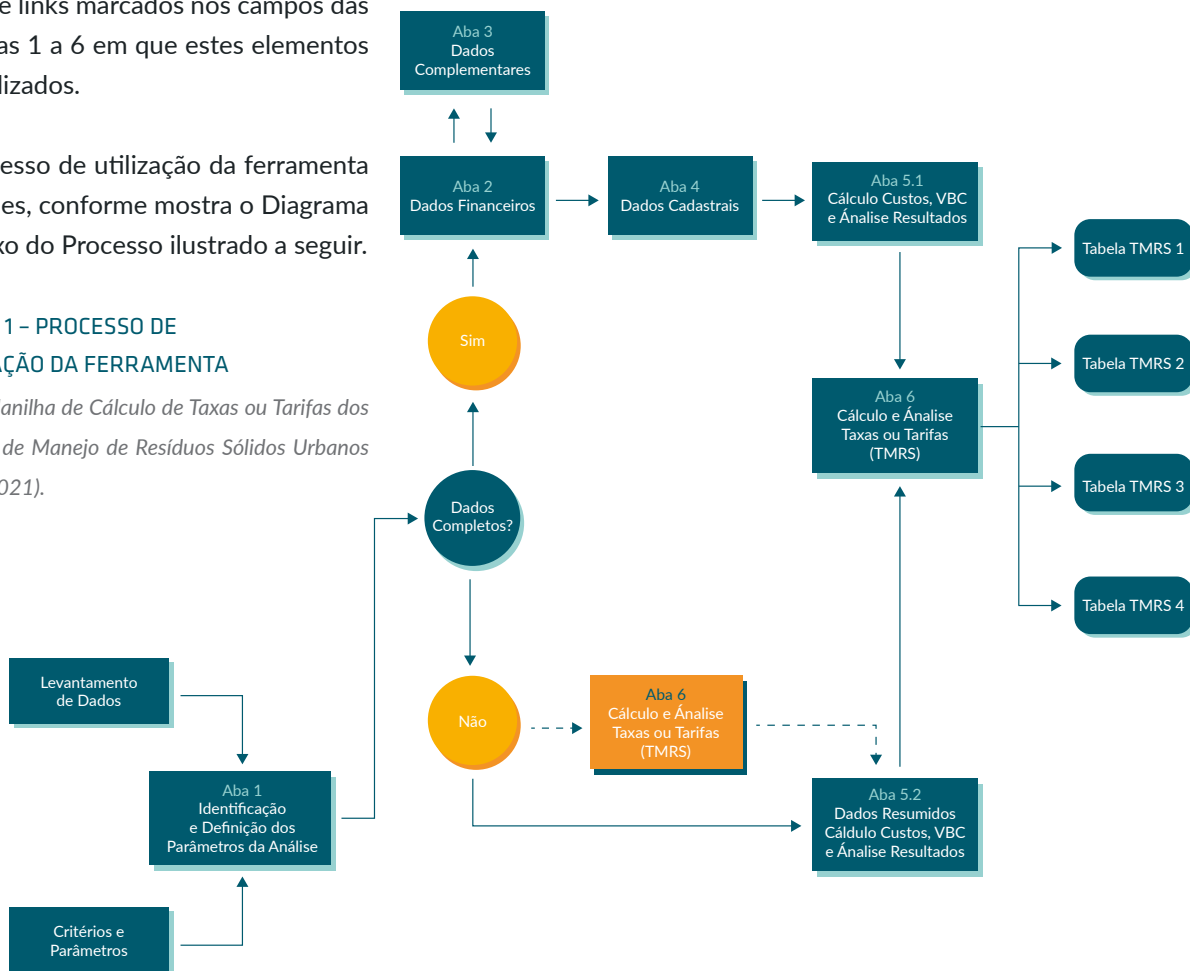 e links marcados nos campos das
as 1 a 6 em que estes elementos
lizados.
esso de utilização da ferramenta
es, conforme mostra o Diagrama
xo do Processo ilustrado a seguir.
1 – PROCESSO DE
AÇÃO DA FERRAMENTA
lanilha de Cálculo de Taxas ou Tarifas dos
de Manejo de Resíduos Sólidos Urbanos
021).
Aba 3
Dados
Complementares
Aba 2
Dados Financeiros
Aba 4
Dados Cadastrais
Aba 5.1
Cálculo Custos, VBC
e Ánalise Resultados
Tabela TMRS 1
Tabela TMRS 2
Tabela TMRS 3
Tabela TMRS 4
Sim
Aba 6
Cálculo e Ánalise
Taxas ou Tarifas
(TMRS)
Dados
Completos?
Não
Aba 6
Cálculo e Ánalise
Taxas ou Tarifas
(TMRS)
Aba 5.2
Dados Resumidos
Cáldulo Custos, VBC
e Ánalise Resultados
Levantamento
de Dados
Aba 1
Identificação
e Definição dos
Parâmetros da Análise
Critérios e
Parâmetros